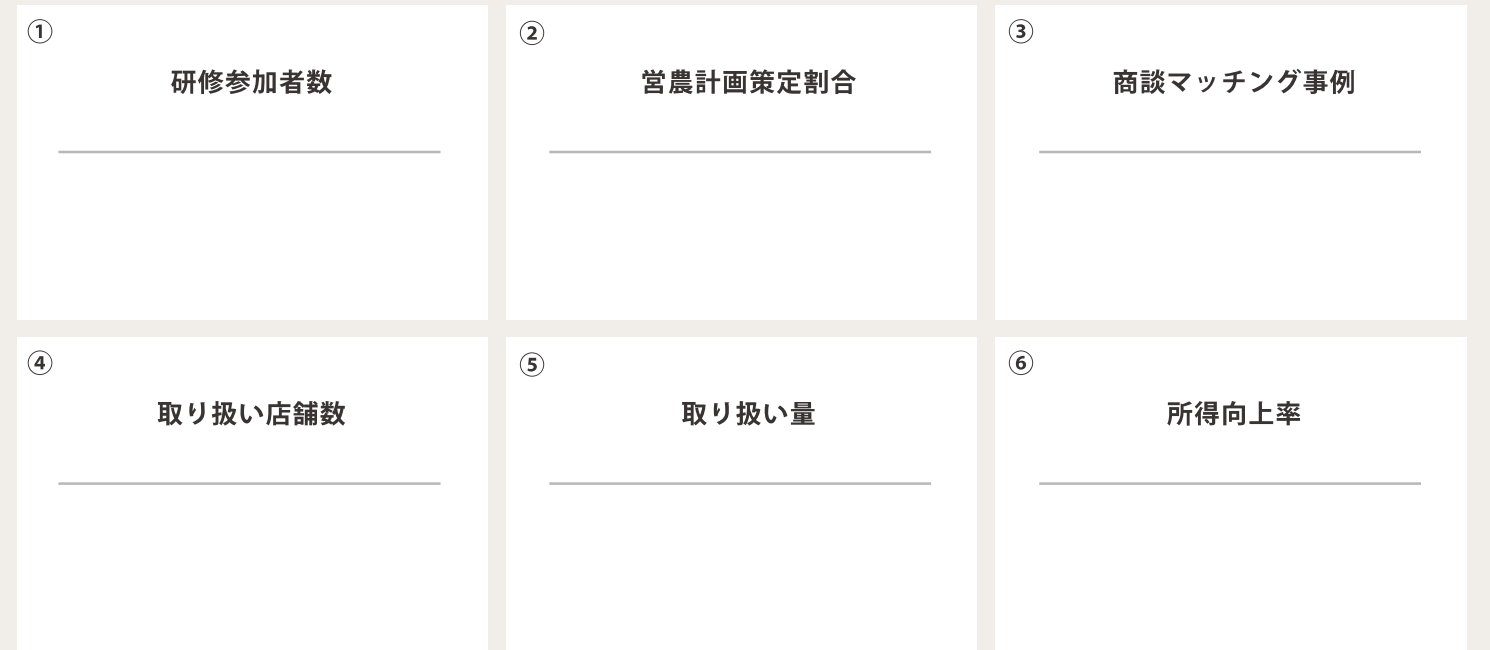 ①
研修参加者数
②
営農計画策定割合
③
商談マッチング事例
④
取り扱い店舗数
⑤
取り扱い量
⑥
所得向上率